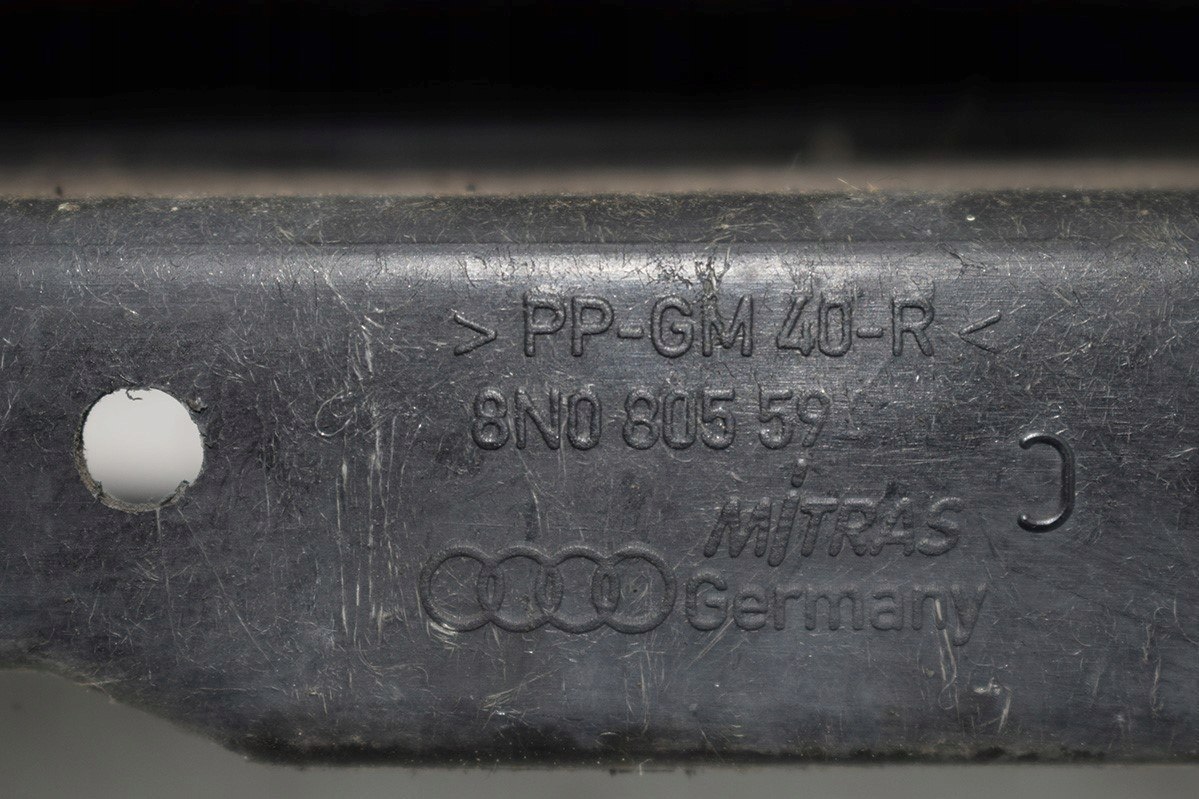 > PP-GM 40-R <
8N0 805 59
MiTRAS
Germany